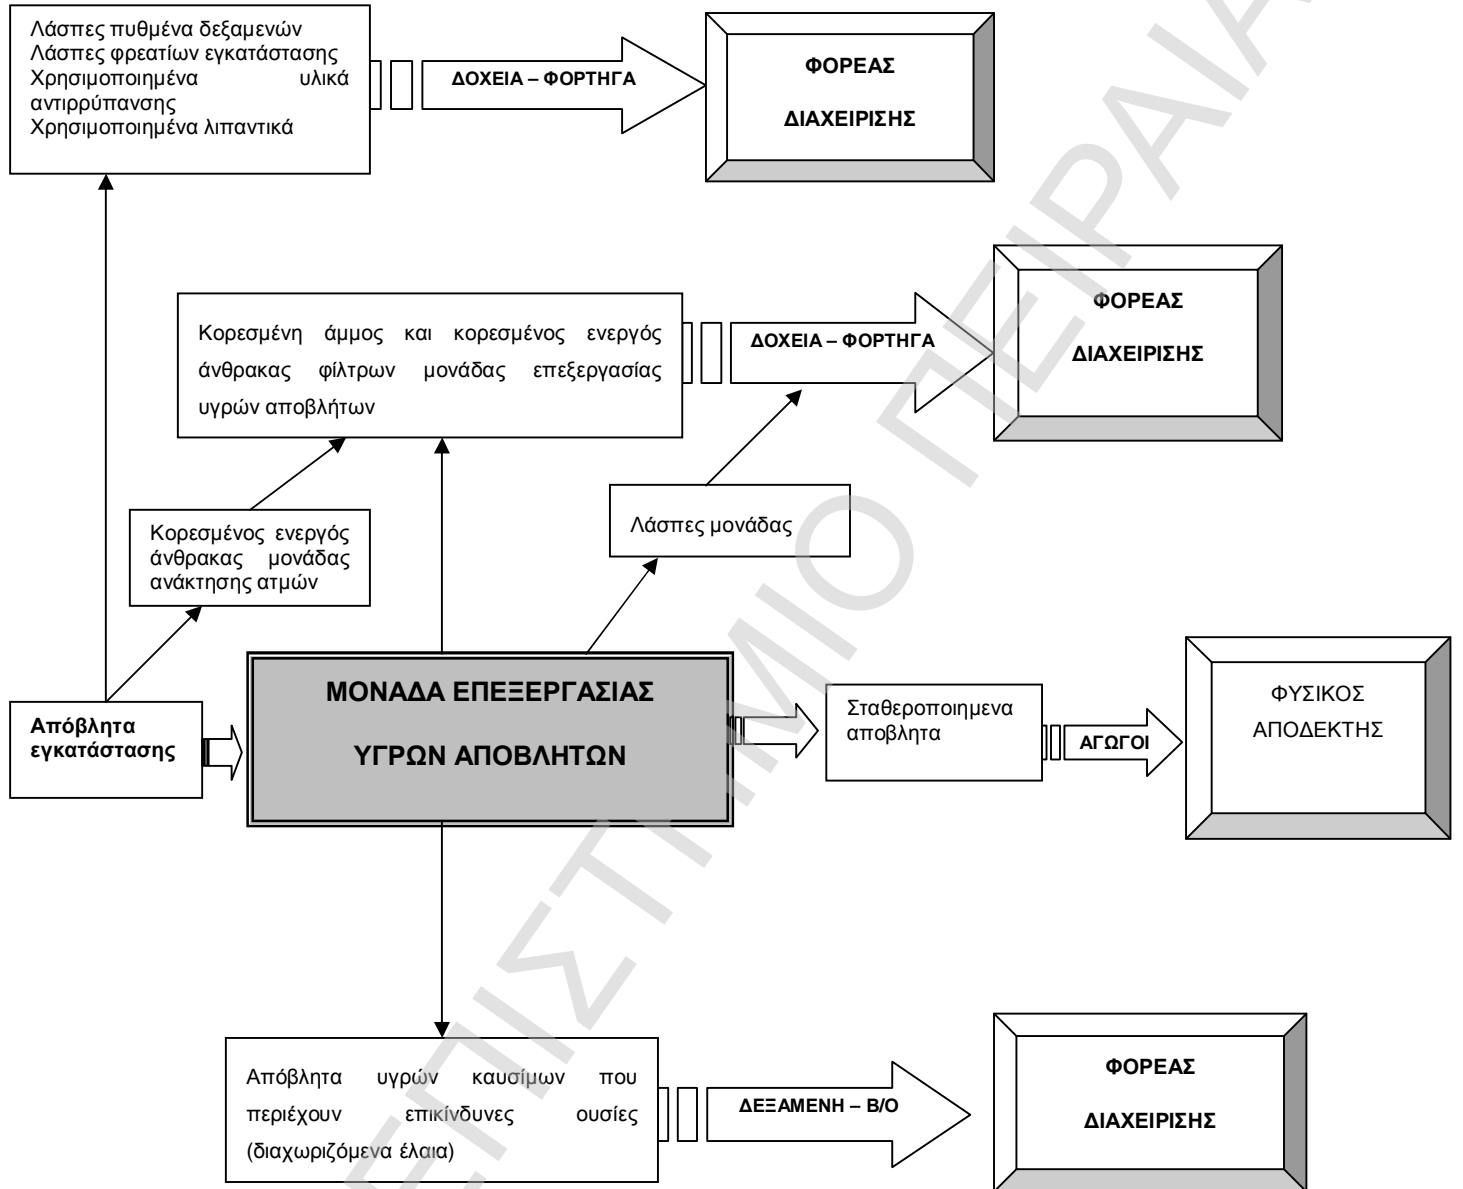 Λάσπες πυθμένα δεξαμενών
Λάσπες φρεατίων εγκατάστασης
Χρησιμοποιημένα υλικά
αντιρρύπανσης
Χρησιμοποιημένα λιπαντικά
ΔΟΧΕΙΑ – ΦΟΡΤΗΓΑ
ΦΟΡΕΑΣ
ΔΙΑΧΕΙΡΙΣΗΣ
Κορεσμένη άμμος και κορεσμένος ενεργός
άνθρακας φίλτρων μονάδας επεξεργασίας
υγρών αποβλήτων
ΔΟΧΕΙΑ – ΦΟΡΤΗΓΑ
ΦΟΡΕΑΣ
ΔΙΑΧΕΙΡΙΣΗΣ
Κορεσμένος ενεργός
άνθρακας μονάδας
ανάκτησης ατμών
Λάσπες μονάδας
Απόβλητα
εγκατάστασης
ΜΟΝΑΔΑ ΕΠΕΞΕΡΓΑΣΙΑΣ
ΥΓΡΩΝ ΑΠΟΒΛΗΤΩΝ
Σταθεροποιημενα
αποβλητα
ΑΓΩΓΟΙ
ΦΥΣΙΚΟΣ
ΑΠΟΔΕΚΤΗΣ
Απόβλητα υγρών καυσίμων που
περιέχουν επικίνδυνες ουσίες
(διαχωριζόμενα έλαια)
ΔΕΞΑΜΕΝΗ – Β/Ο
ΦΟΡΕΑΣ
ΔΙΑΧΕΙΡΙΣΗΣ